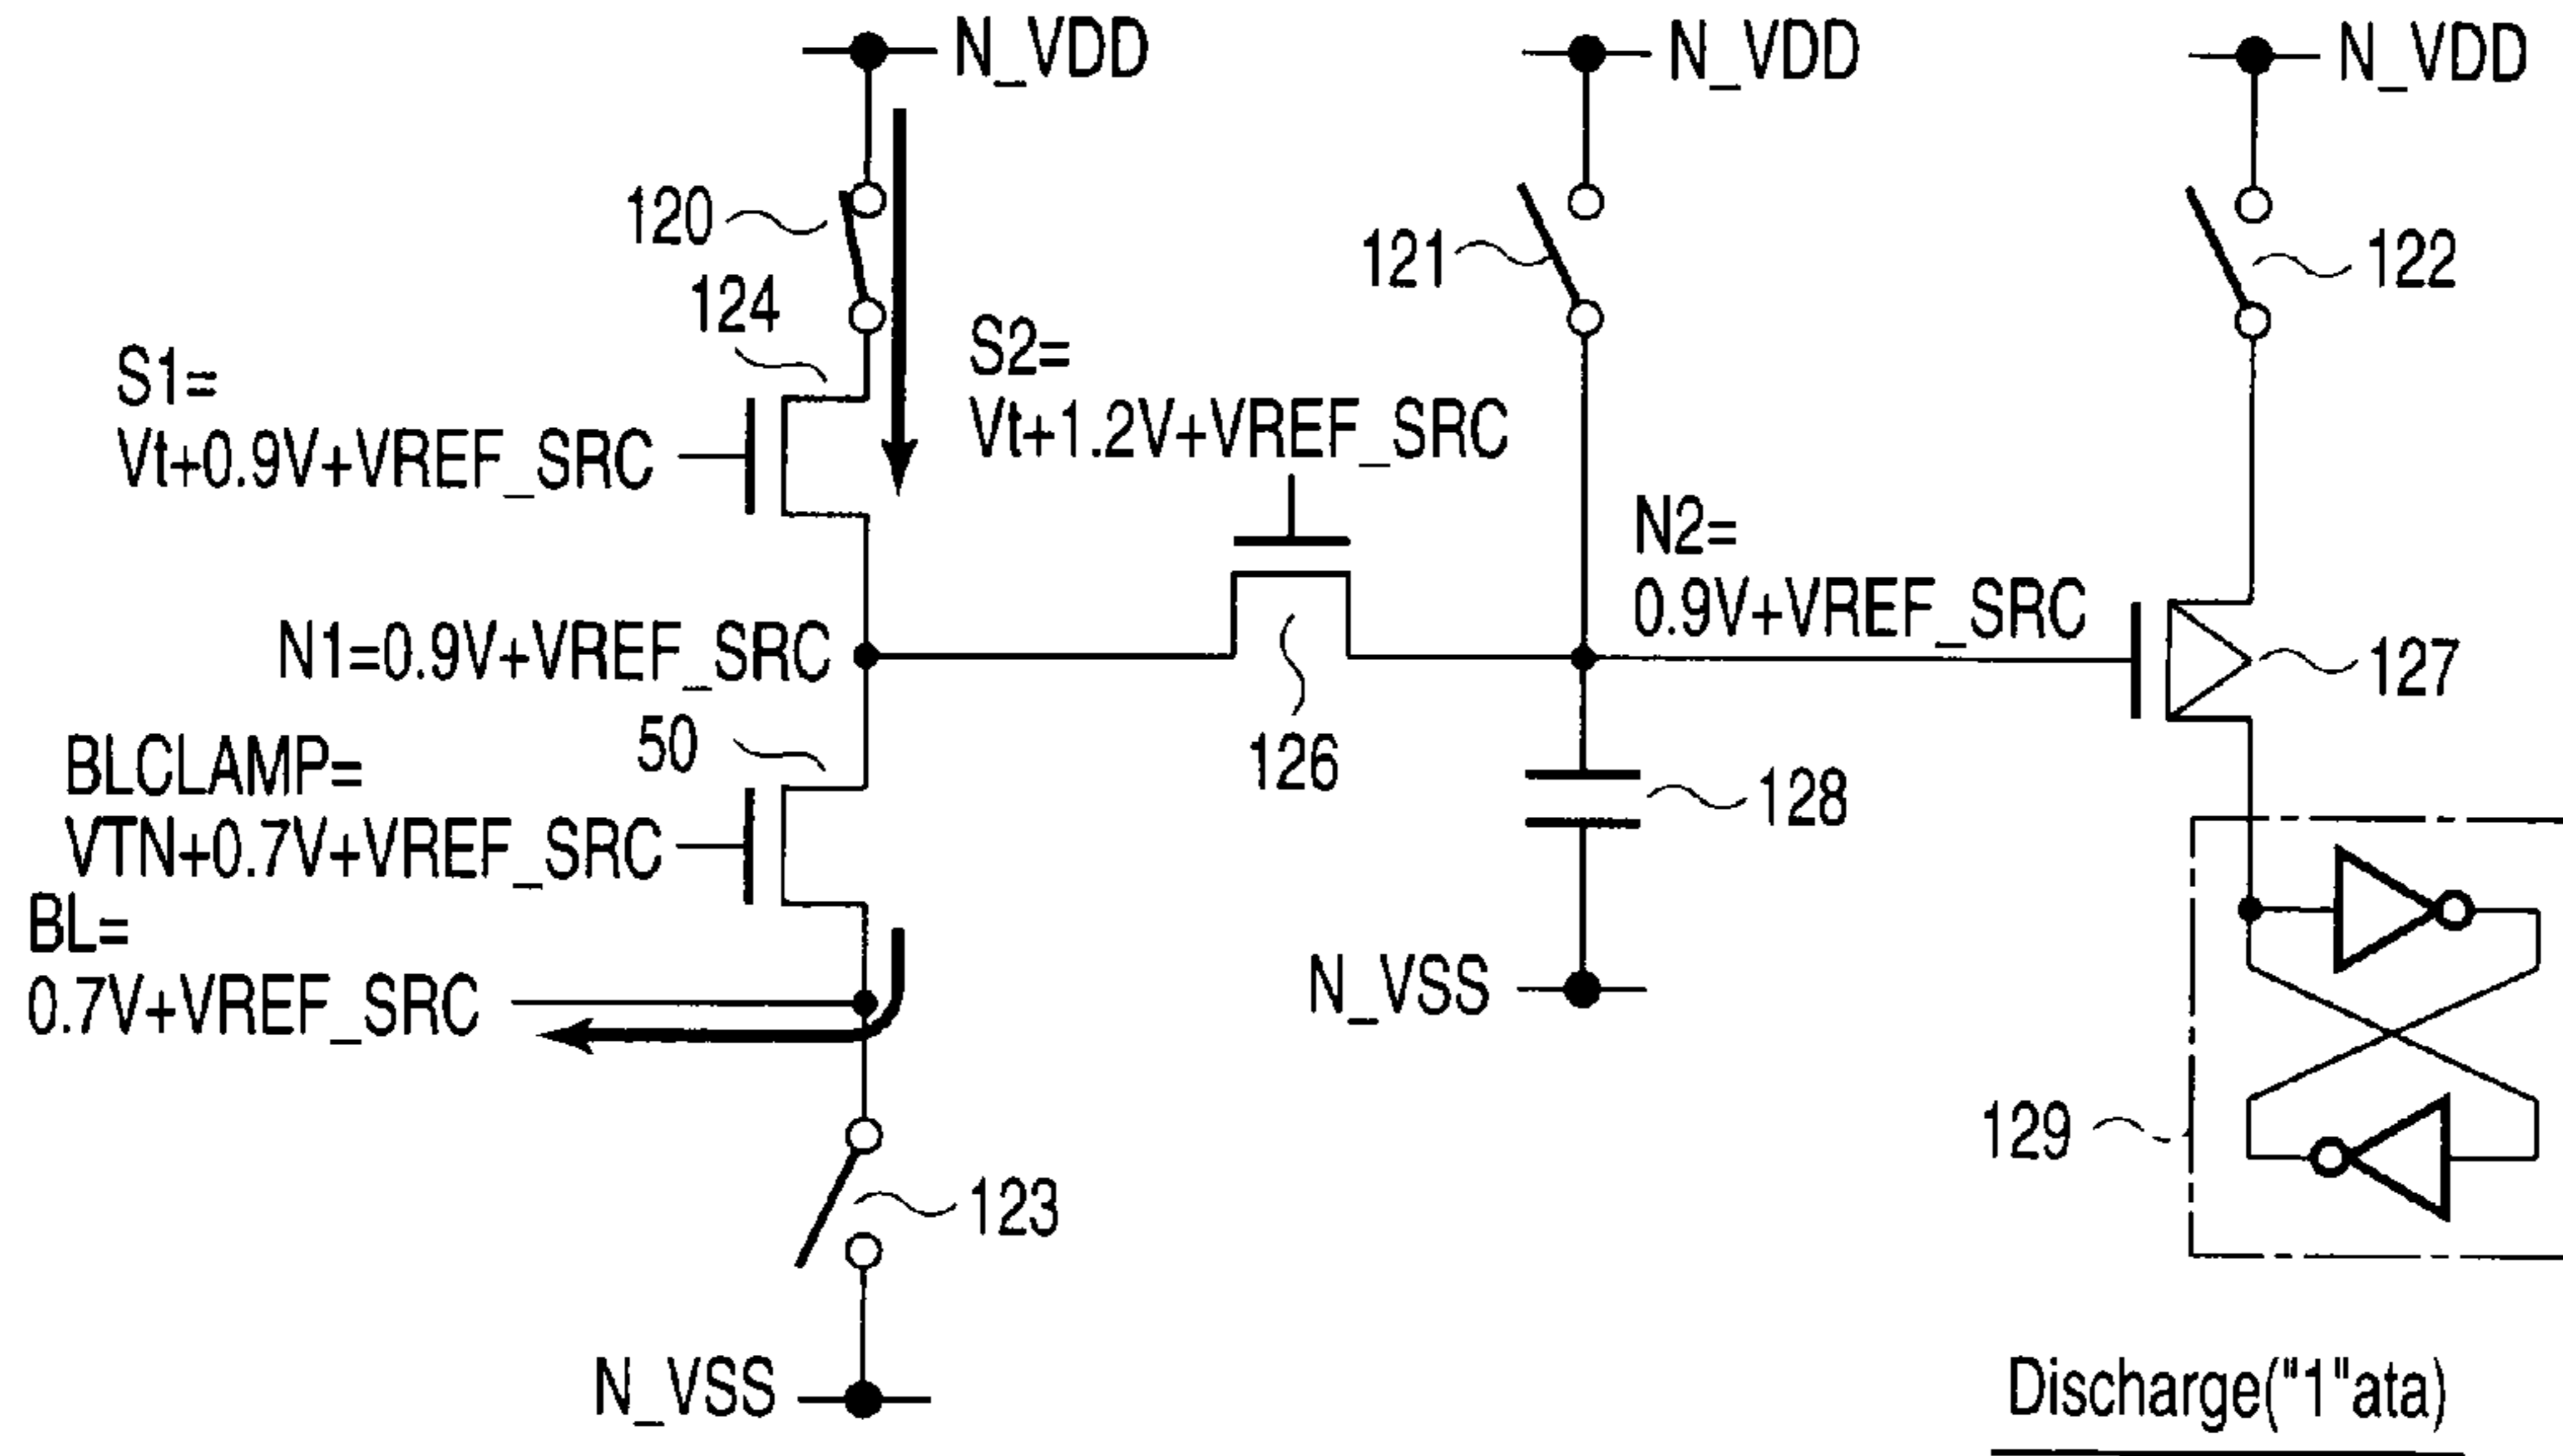 N_VDD
N_VDD
N_VDD
120
121
122
124
S1=
Vt+0.9V+VREF_SRC
S2=
Vt+1.2V+VREF_SRC
N2=
0.9V+VREF_SRC
N1=0.9V+VREF_SRC
126
127
50
BLCLAMP=
VTN+0.7V+VREF_SRC
128
BL=
0.7V+VREF_SRC
N_VSS
129
123
N_VSS
Discharge("1"ata)